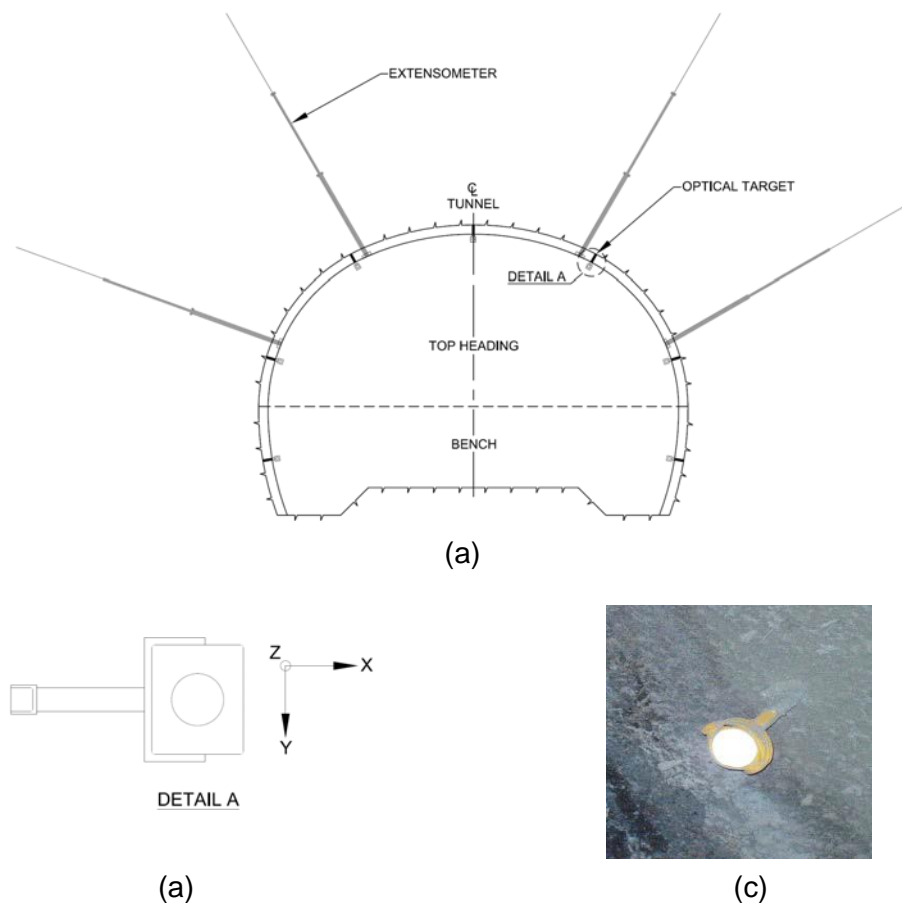 EXTENSOMETER
OPTICAL TARGET
℄
TUNNEL
DETAIL A
TOP HEADING
BENCH
(a)
Z
X
Y
DETAIL A
(a)
(c)